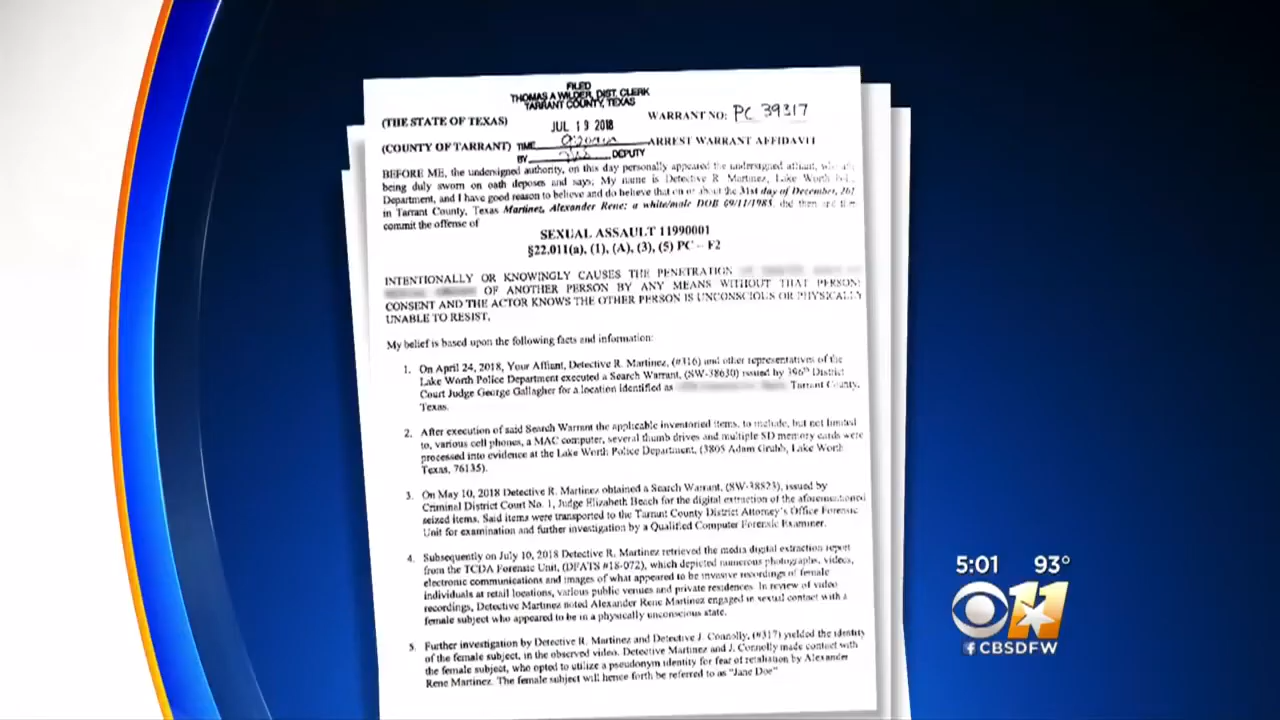 FILED
THOMAS A WILDER, DIST. CLERK
TARRANT COUNTY, TEXAS
(THE STATE OF TEXAS)
JUL 19 2018
WARRANT NO: PC 39317
(COUNTY OF TARRANT) TIME
ARREST WARRANT AFFIDAVIT
BY DEPUTY
BEFORE ME, the undersigned authority, on this day personally appeared the undersigned affiant, who
being duly sworn on oath deposes and says; My name is Detective R. Martinez, Lake Worth
Department, and I have good reason to believe and do believe that on or about the 31st day of December,
in Tarrant County, Texas Martinez, Alexander Rene: a white/male DOB 09/11/1985, did then and
commit the offense of
SEXUAL ASSAULT 11990001
§22.011(a), (1), (A), (3), (5) PC – F2
INTENTIONALLY OR KNOWINGLY CAUSES THE PENETRATION
OF ANOTHER PERSON BY ANY MEANS WITHOUT THAT PERSON
CONSENT AND THE ACTOR KNOWS THE OTHER PERSON IS UNCONSCIOUS OR PHYSICALLY
UNABLE TO RESIST.
My belief is based upon the following facts and information:
1. On April 24, 2018, Your Affiant, Detective R. Martinez, (#316) and other representatives of the
Lake Worth Police Department executed a Search Warrant, (SW-38630) issued by 396th District
Court Judge George Gallagher for a location identified as Tarrant County,
Texas.
2. After execution of said Search Warrant the applicable inventoried items, to include, but not limited
to, various cell phones, a MAC computer, several thumb drives and multiple SD memory cards were
processed into evidence at the Lake Worth Police Department, (3805 Adam Grubb, Lake Worth
Texas, 76135).
3. On May 10, 2018 Detective R. Martinez obtained a Search Warrant, (SW-38823), issued by
Criminal District Court No. 1, Judge Elizabeth Beach for the digital extraction of the aforementioned
seized items. Said items were transported to the Tarrant County District Attorney's Office Forensic
Unit for examination and further investigation by a Qualified Computer Forensic Examiner.
4. Subsequently on July 10, 2018 Detective R. Martinez retrieved the media digital extraction report
from the TCDA Forensic Unit, (DFATS #18-072), which depicted numerous photographs, videos,
electronic communications and images of what appeared to be invasive recordings of female
individuals at retail locations, various public venues and private residences. In review of video
recordings, Detective Martinez noted Alexander Rene Martinez engaged in sexual contact with a
female subject who appeared to be in a physically unconscious state.
5. Further investigation by Detective R. Martinez and Detective J. Connolly, (#317) yielded the identity
of the female subject, in the observed video. Detective Martinez and J. Connolly made contact with
the female subject, who opted to utilize a pseudonym identity for fear of retaliation by Alexander
Rene Martinez. The female subject will hence forth be referred to as "Jane Doe"
5:01 93°
11
f CBSDFW